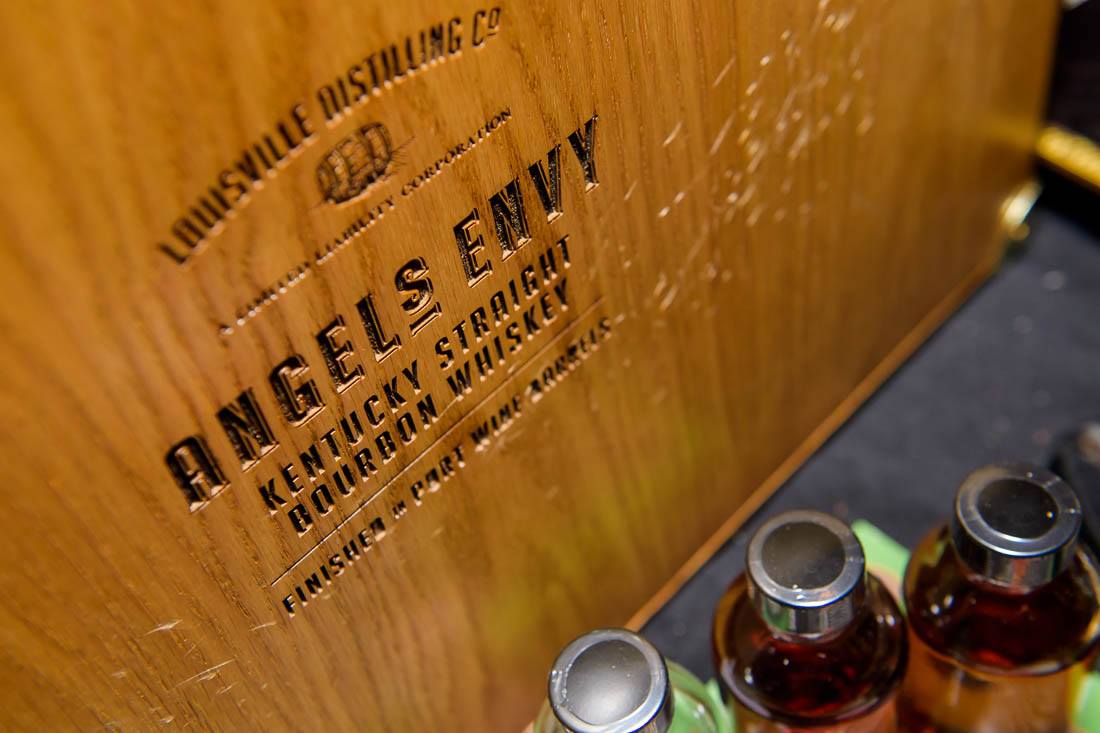 LOUISVILLE DISTILLING Cº
A LIMITED LIABILITY CORPORATION
ANGELS ENVY
KENTUCKY STRAIGHT
BOURBON WHISKEY
FINISHED IN PORT WINE BARRELS